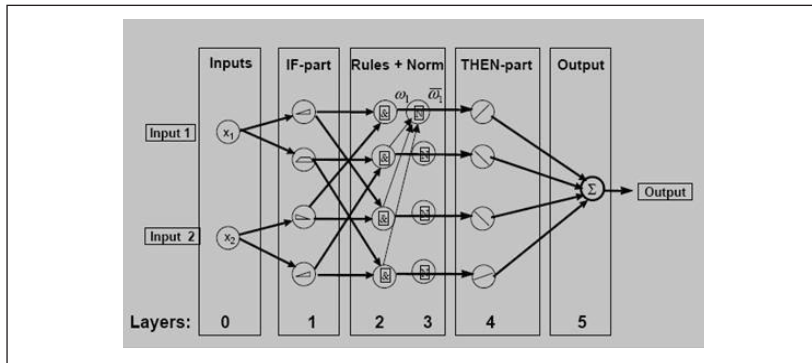 Inputs IF-part Rules + Norm THEN-part Output
ω1 ω̅1
Input 1 x1
& & & &
Σ Output
Input 2 x2
Layers: 0 1 2 3 4 5